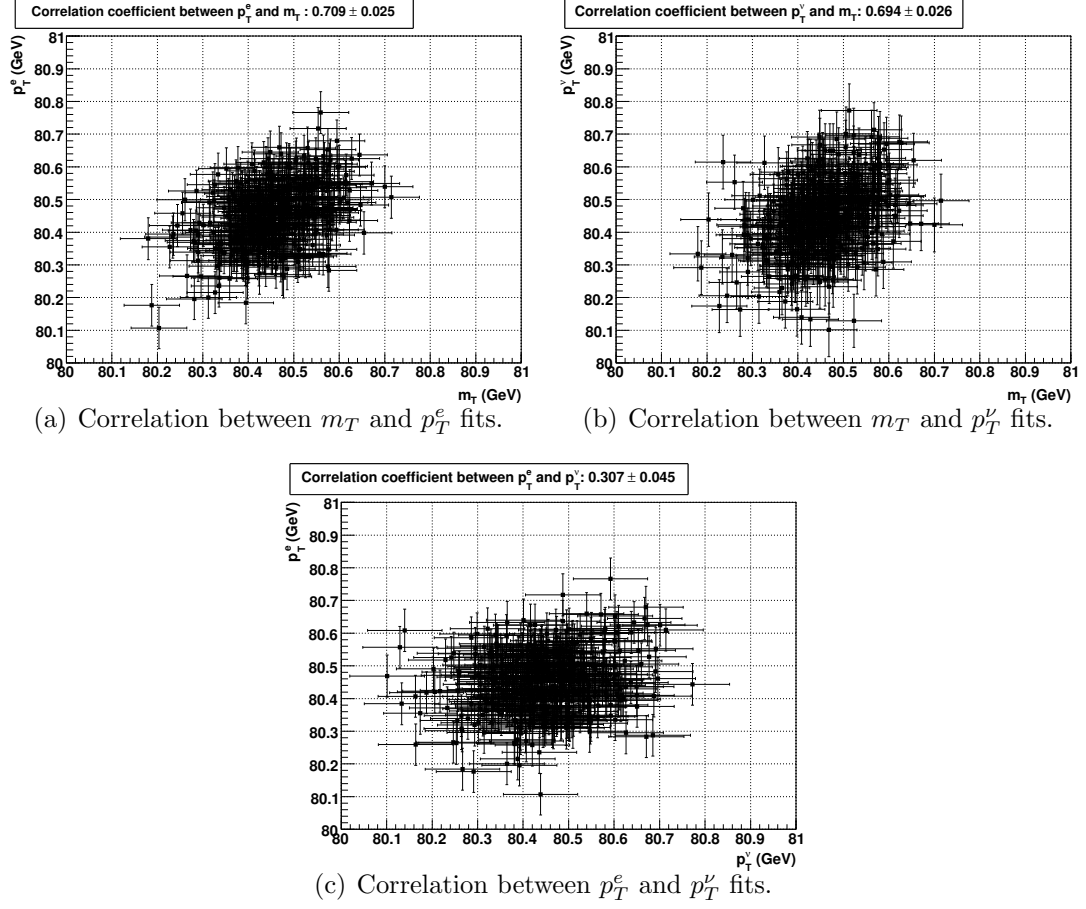 Correlation coefficient between p_T^e and m_T : 0.709 ± 0.025
p_T^e (GeV)
81
80.9
80.8
80.7
80.6
80.5
80.4
80.3
80.2
80.1
80
80 80.1 80.2 80.3 80.4 80.5 80.6 80.7 80.8 80.9 81
m_T (GeV)
(a) Correlation between m_T and p_T^e fits.
Correlation coefficient between p_T^ν and m_T: 0.694 ± 0.026
p_T^ν (GeV)
81
80.9
80.8
80.7
80.6
80.5
80.4
80.3
80.2
80.1
80
80 80.1 80.2 80.3 80.4 80.5 80.6 80.7 80.8 80.9 81
m_T (GeV)
(b) Correlation between m_T and p_T^ν fits.
Correlation coefficient between p_T^e and p_T^ν: 0.307 ± 0.045
p_T^e (GeV)
81
80.9
80.8
80.7
80.6
80.5
80.4
80.3
80.2
80.1
80
80 80.1 80.2 80.3 80.4 80.5 80.6 80.7 80.8 80.9 81
p_T^ν (GeV)
(c) Correlation between p_T^e and p_T^ν fits.